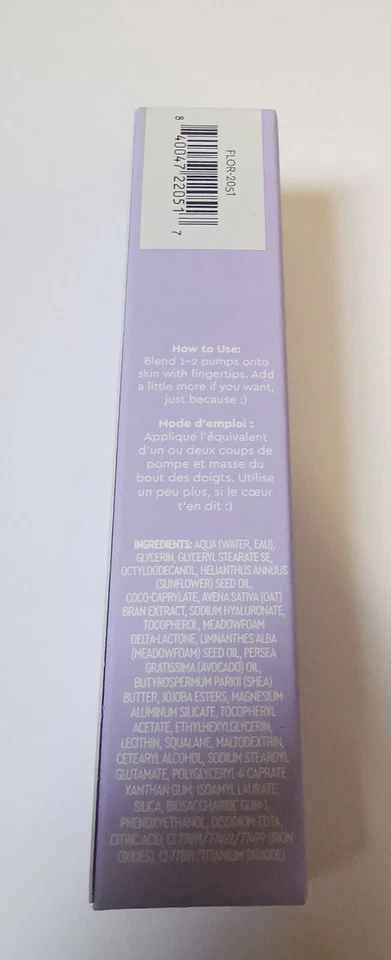 FLOR-2051
8 40047 22051 7
How to Use:
Blend 1-2 pumps onto
skin with fingertips. Add
a little more if you want,
just because :)
Mode d'emploi :
Applique l'équivalent
d'un ou deux coups de
pompe et masse du
bout des doigts. Utilise
un peu plus, si le cœur
t'en dit :)
INGREDIENTS: AQUA (WATER, EAU),
GLYCERIN, GLYCERYL STEARATE SE,
OCTYLDODECANOL, HELIANTHUS ANNUUS
(SUNFLOWER) SEED OIL,
COCO-CAPRYLATE, AVENA SATIVA (OAT)
BRAN EXTRACT, SODIUM HYALURONATE,
TOCOPHEROL, MEADOWFOAM
DELTA-LACTONE, LIMNANTHES ALBA
(MEADOWFOAM) SEED OIL, PERSEA
GRATISSIMA (AVOCADO) OIL,
BUTYROSPERMUM PARKII (SHEA)
BUTTER, JOJOBA ESTERS, MAGNESIUM
ALUMINUM SILICATE, TOCOPHERYL
ACETATE, ETHYLHEXYLGLYCERIN,
LECITHIN, SQUALANE, MALTODEXTRIN,
CETEARYL ALCOHOL, SODIUM STEAROYL
GLUTAMATE, POLYGLYCERYL-4 CAPRATE,
XANTHAN GUM, ISOAMYL LAURATE,
SILICA, BIOSACCHARIDE GUM-1,
PHENOXYETHANOL, DISODIUM EDTA,
CITRIC ACID, CI 77491/77492/77499 (IRON
OXIDES), CI 77891 (TITANIUM DIOXIDE)